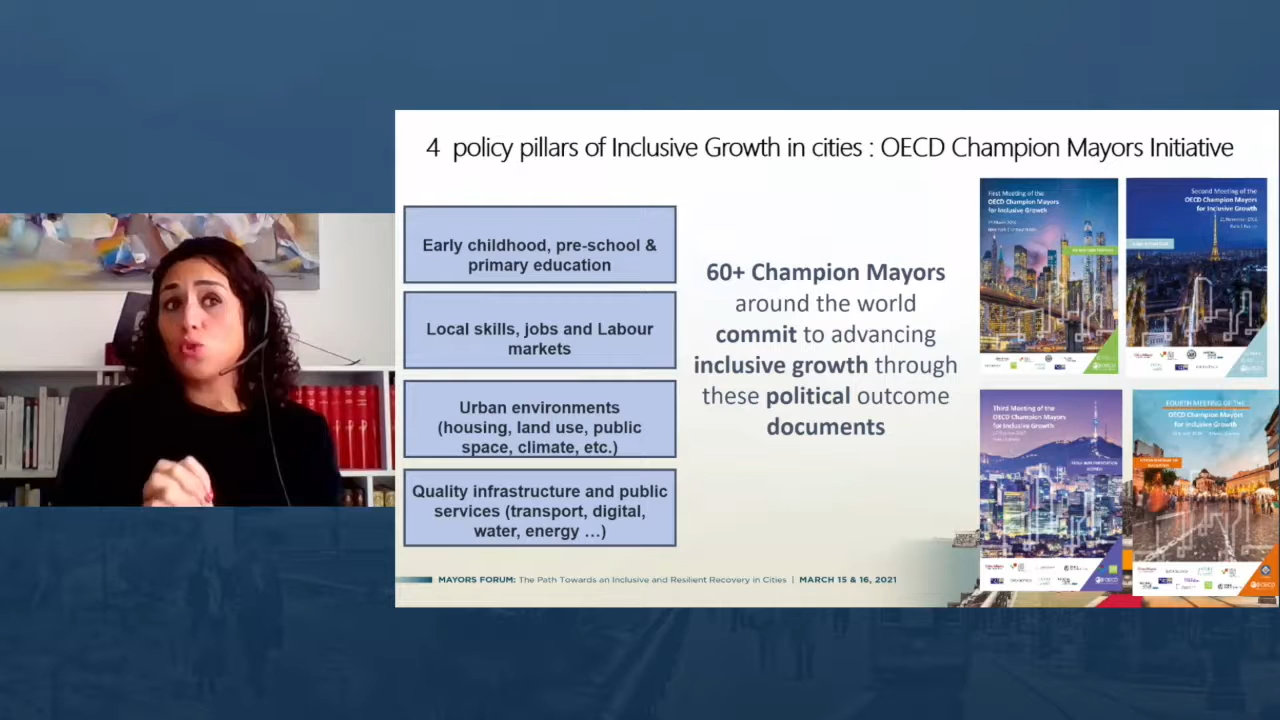 4 policy pillars of Inclusive Growth in cities : OECD Champion Mayors Initiative
Early childhood, pre-school &
primary education
Local skills, jobs and Labour
markets
Urban environments
(housing, land use, public
space, climate, etc.)
Quality infrastructure and public
services (transport, digital,
water, energy …)
60+ Champion Mayors
around the world
commit to advancing
inclusive growth through
these political outcome
documents
First Meeting of the
OECD Champion Mayors
for Inclusive Growth
Second Meeting of the
OECD Champion Mayors
for Inclusive Growth
Third Meeting of the
OECD Champion Mayors
for Inclusive Growth
FOURTH MEETING OF THE
OECD Champion Mayors
for Inclusive Growth
MAYORS FORUM: The Path Towards an Inclusive and Resilient Recovery in Cities | MARCH 15 & 16, 2021